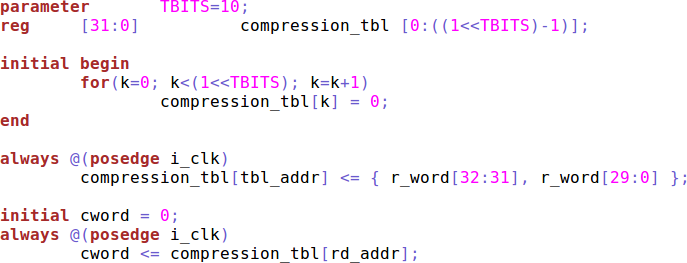 parameter TBITS=10;
reg [31:0] compression_tbl [0:((1<<TBITS)-1)];
initial begin
for(k=0; k<(1<<TBITS); k=k+1)
compression_tbl[k] = 0;
end
always @(posedge i_clk)
compression_tbl[tbl_addr] <= { r_word[32:31], r_word[29:0] };
initial cword = 0;
always @(posedge i_clk)
cword <= compression_tbl[rd_addr];